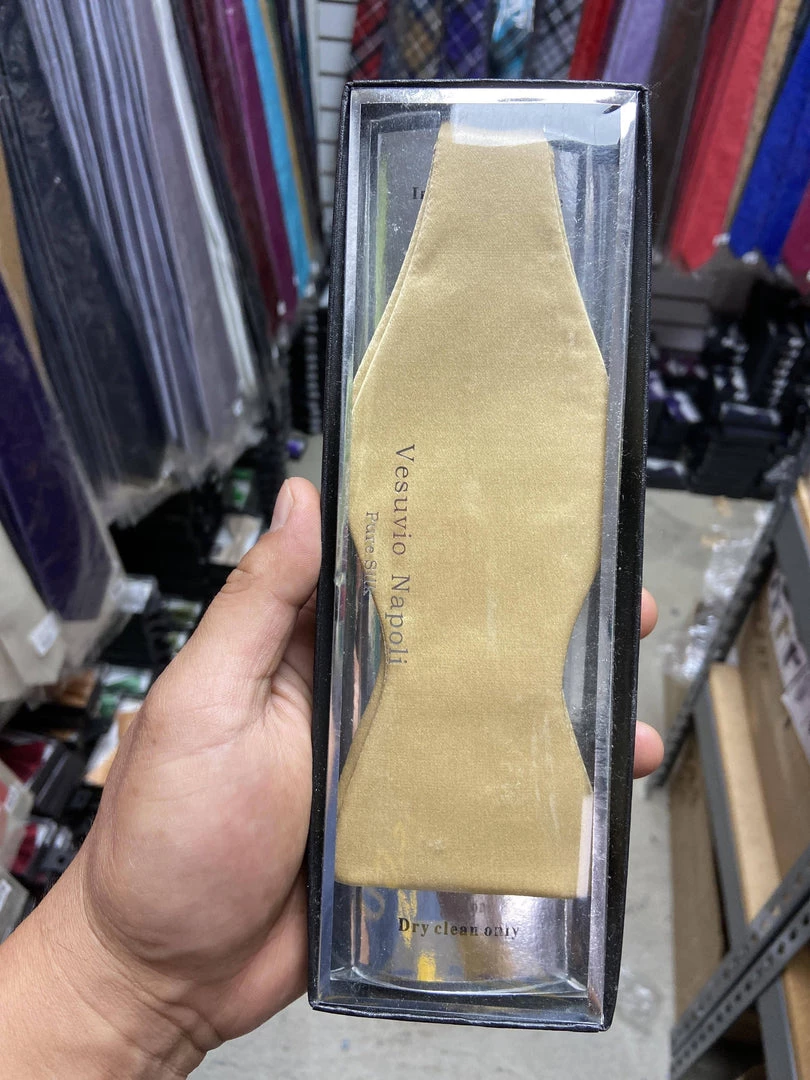 Vesuvio Napoli
Pure Silk
Dry clean only